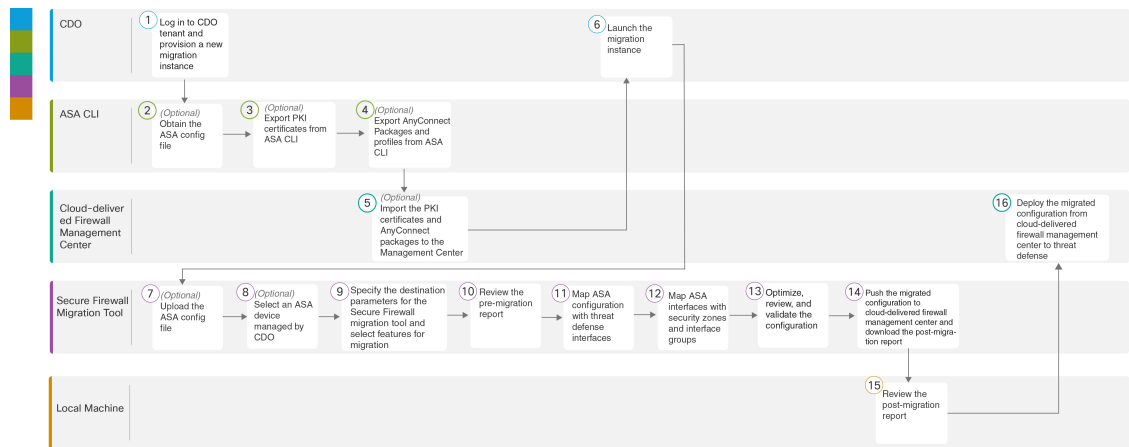 CDO
1
Log in to CDO
tenant and
provision a new
migration
instance
6
Launch the
migration
instance
ASA CLI
2
(Optional)
Obtain the
ASA config
file
3
(Optional)
Export PKI
certificates from
ASA CLI
4
(Optional)
Export AnyConnect
Packages and
profiles from ASA
CLI
Cloud-deliver
ed Firewall
Management
Center
5
(Optional)
Import the PKI
certificates and
AnyConnect
packages to the
Management Center
16
Deploy the migrated
configuration from
cloud-delivered
firewall management
center to threat
defense
Secure Firewall
Migration Tool
7
(Optional)
Upload the
ASA config
file
8
(Optional)
Select an ASA
device
managed by
CDO
9
Specify the destination
parameters for the
Secure Firewall
migration tool and
select features for
migration
10
Review the
pre-migration
report
11
Map ASA
configuration
with threat
defense
interfaces
12
Map ASA
interfaces with
security zones
and interface
groups
13
Optimize,
review, and
validate the
configuration
14
Push the migrated
configuration to
cloud-delivered firewall
management center and
download the post-migra-
tion report
Local Machine
15
Review the
post-migration
report